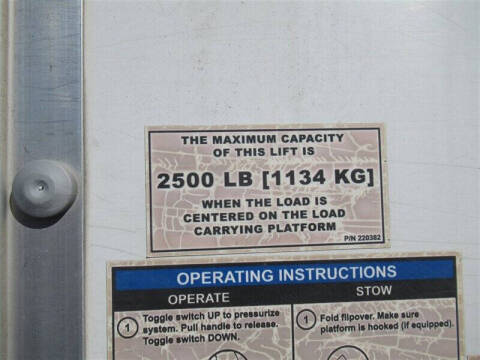 THE MAXIMUM CAPACITY
OF THIS LIFT IS
2500 LB [1134 KG]
WHEN THE LOAD IS
CENTERED ON THE LOAD
CARRYING PLATFORM
P/N 220382
OPERATING INSTRUCTIONS
OPERATE
1 Toggle switch UP to pressurize
system. Pull handle to release.
Toggle switch DOWN.
STOW
1 Fold flipover. Make sure
platform is hooked (if equipped).